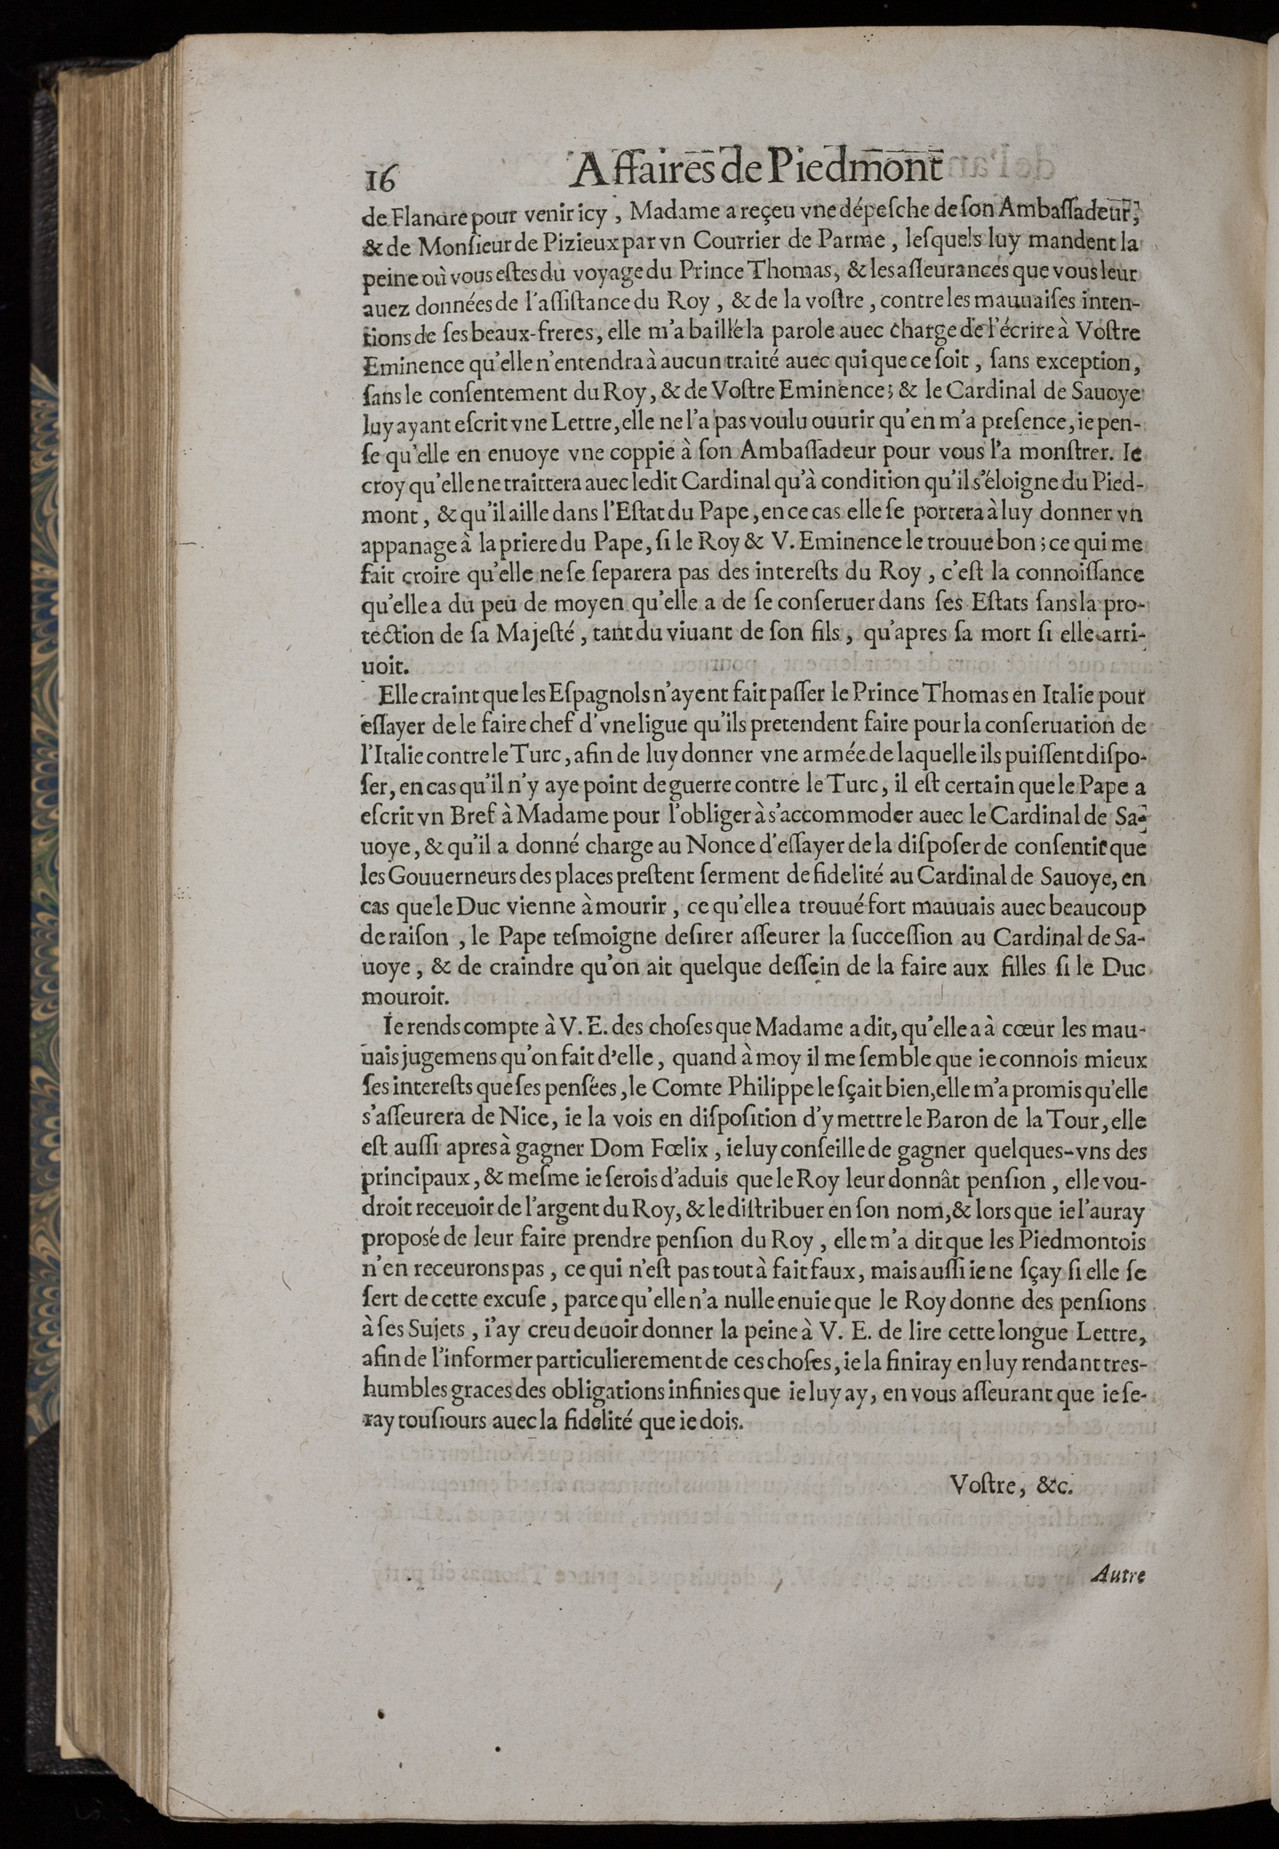 16 Affaires de Piedmont
de Flandre pour venir icy, Madame a reçeu vne dépeſche de ſon Ambaſſadeur,
& de Monſieur de Pizieux par vn Courrier de Parme, leſquels luy mandent la
peine où vous eſtes du voyage du Prince Thomas, & les aſſeurances que vous leur
auez données de l'aſſiſtance du Roy, & de la voſtre, contre les mauuaiſes inten-
tions de ſes beaux-freres, elle m'a baillé la parole auec charge de l'écrire à Voſtre
Eminence qu'elle n'entendra à aucun traité auec qui que ce ſoit, ſans exception,
ſans le conſentement du Roy, & de Voſtre Eminence; & le Cardinal de Sauoye
luy ayant eſcrit vne Lettre, elle ne l'a pas voulu ouurir qu'en m'a preſence, ie pen-
ſe qu'elle en enuoye vne coppie à ſon Ambaſſadeur pour vous l'a monſtrer. Ie
croy qu'elle ne traittera auec ledit Cardinal qu'à condition qu'il s'éloigne du Pied-
mont, & qu'il aille dans l'Eſtat du Pape, en ce cas elle ſe portera à luy donner vn
appanage à la priere du Pape, ſi le Roy & V. Eminence le trouue bon; ce qui me
fait croire qu'elle ne ſe ſeparera pas des intereſts du Roy, c'eſt la connoiſſance
qu'elle a du peu de moyen qu'elle a de ſe conſeruer dans ſes Eſtats ſans la pro-
tection de ſa Majeſté, tant du viuant de ſon fils, qu'apres ſa mort ſi elle arri-
uoit.
Elle craint que les Eſpagnols n'ayent fait paſſer le Prince Thomas en Italie pour
eſſayer de le faire chef d'vne ligue qu'ils pretendent faire pour la conſeruation de
l'Italie contre le Turc, afin de luy donner vne armée de laquelle ils puiſſent diſpo-
ſer, en cas qu'il n'y aye point de guerre contre le Turc, il eſt certain que le Pape a
eſcrit vn Bref à Madame pour l'obliger à s'accommoder auec le Cardinal de Sa-
uoye, & qu'il a donné charge au Nonce d'eſſayer de la diſpoſer de conſentir que
les Gouuerneurs des places preſtent ſerment de fidelité au Cardinal de Sauoye, en
cas que le Duc vienne à mourir, ce qu'elle a trouué fort mauuais auec beaucoup
de raiſon, le Pape teſmoigne deſirer aſſeurer la ſucceſſion au Cardinal de Sa-
uoye, & de craindre qu'on ait quelque deſſein de la faire aux filles ſi le Duc
mouroit.
Ie rends compte à V. E. des choſes que Madame a dit, qu'elle a à cœur les mau-
uais jugemens qu'on fait d'elle, quand à moy il me ſemble que ie connois mieux
ſes intereſts que ſes penſées, le Comte Philippe le ſçait bien, elle m'a promis qu'elle
s'aſſeurera de Nice, ie la vois en diſpoſition d'y mettre le Baron de la Tour, elle
eſt auſſi apres à gagner Dom Fœlix, ie luy conſeille de gagner quelques-vns des
principaux, & meſme ie ſerois d'aduis que le Roy leur donnât penſion, elle vou-
droit receuoir de l'argent du Roy, & le diſtribuer en ſon nom, & lors que ie l'auray
propoſé de leur faire prendre penſion du Roy, elle m'a dit que les Piedmontois
n'en receurons pas, ce qui n'eſt pas tout à fait faux, mais auſſi ie ne ſçay ſi elle ſe
ſert de cette excuſe, parce qu'elle n'a nulle enuie que le Roy donne des penſions
à ſes Sujets, i'ay creu deuoir donner la peine à V. E. de lire cette longue Lettre,
afin de l'informer particulierement de ces choſes, ie la finiray en luy rendant tres-
humbles graces des obligations infinies que ie luy ay, en vous aſſeurant que ie ſe-
ray touſiours auec la fidelité que ie dois.
Voſtre, &c.
Autre